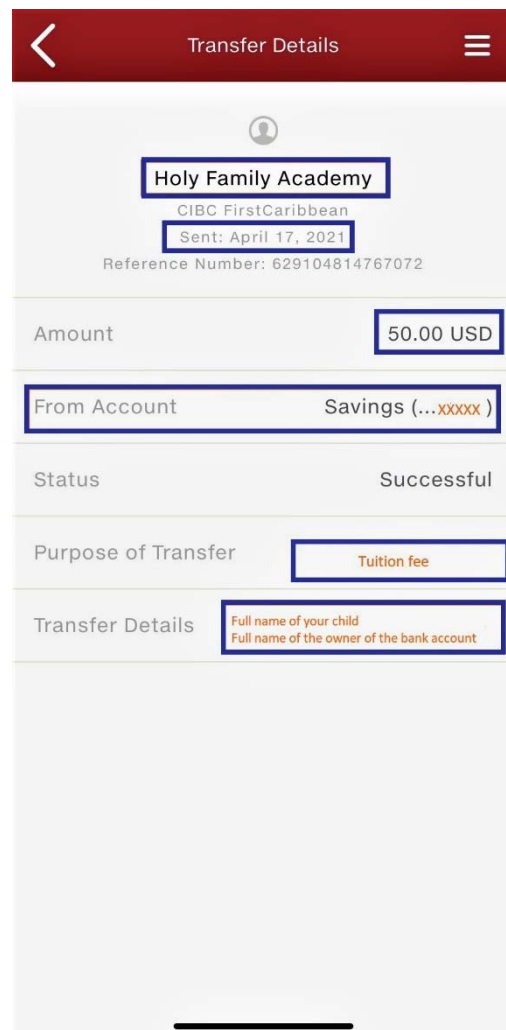 Transfer Details
Holy Family Academy
CIBC FirstCaribbean
Sent: April 17, 2021
Reference Number: 629104814767072
Amount 50.00 USD
From Account Savings (...xxxxx )
Status Successful
Purpose of Transfer Tuition fee
Transfer Details Full name of your child
Full name of the owner of the bank account